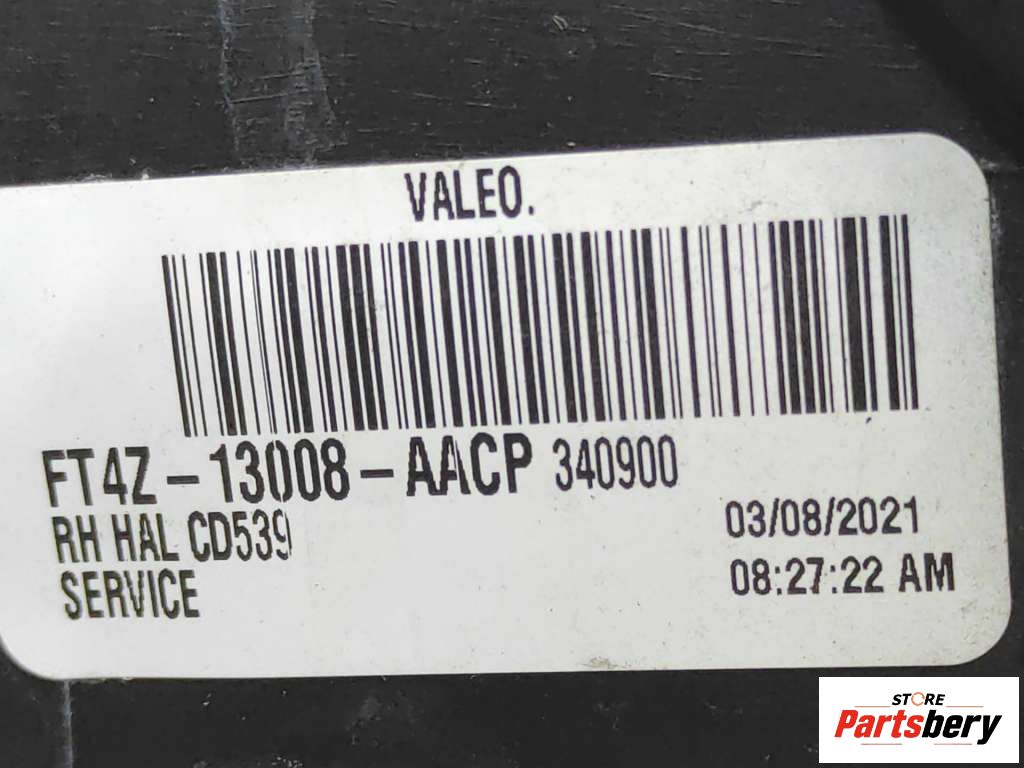 VALEO.
FT4Z-13008-AACP 340900
RH HAL CD539
03/08/2021
SERVICE
08:27:22 AM
STORE
Partsbery